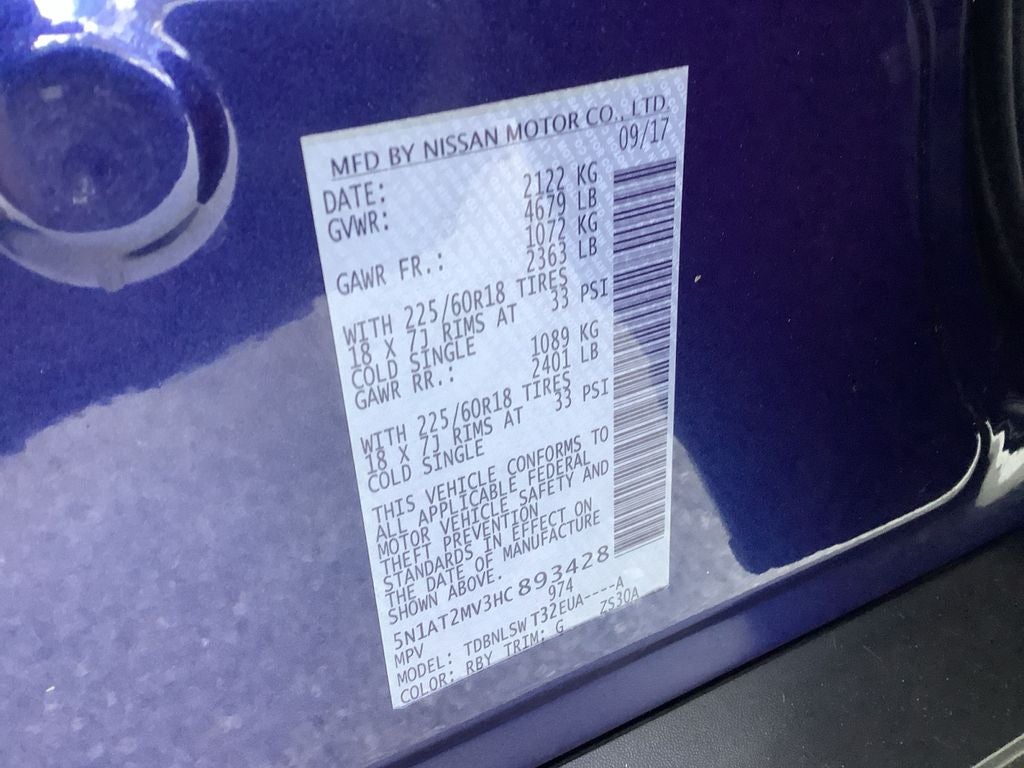 MFD BY NISSAN MOTOR CO., LTD.
DATE: 09/17
GVWR: 2122 KG
4679 LB
GAWR FR.: 1072 KG
2363 LB
WITH 225/60R18 TIRES
18 X 7J RIMS AT 33 PSI
COLD SINGLE
GAWR RR.: 1089 KG
2401 LB
WITH 225/60R18 TIRES
18 X 7J RIMS AT 33 PSI
COLD SINGLE
THIS VEHICLE CONFORMS TO
ALL APPLICABLE FEDERAL
MOTOR VEHICLE SAFETY AND
THEFT PREVENTION
STANDARDS IN EFFECT ON
THE DATE OF MANUFACTURE
SHOWN ABOVE.
5N1AT2MV3HC893428
MPV 974
MODEL: TDBNLSWT32EUA----A
COLOR: RBY TRIM: G ZS30A